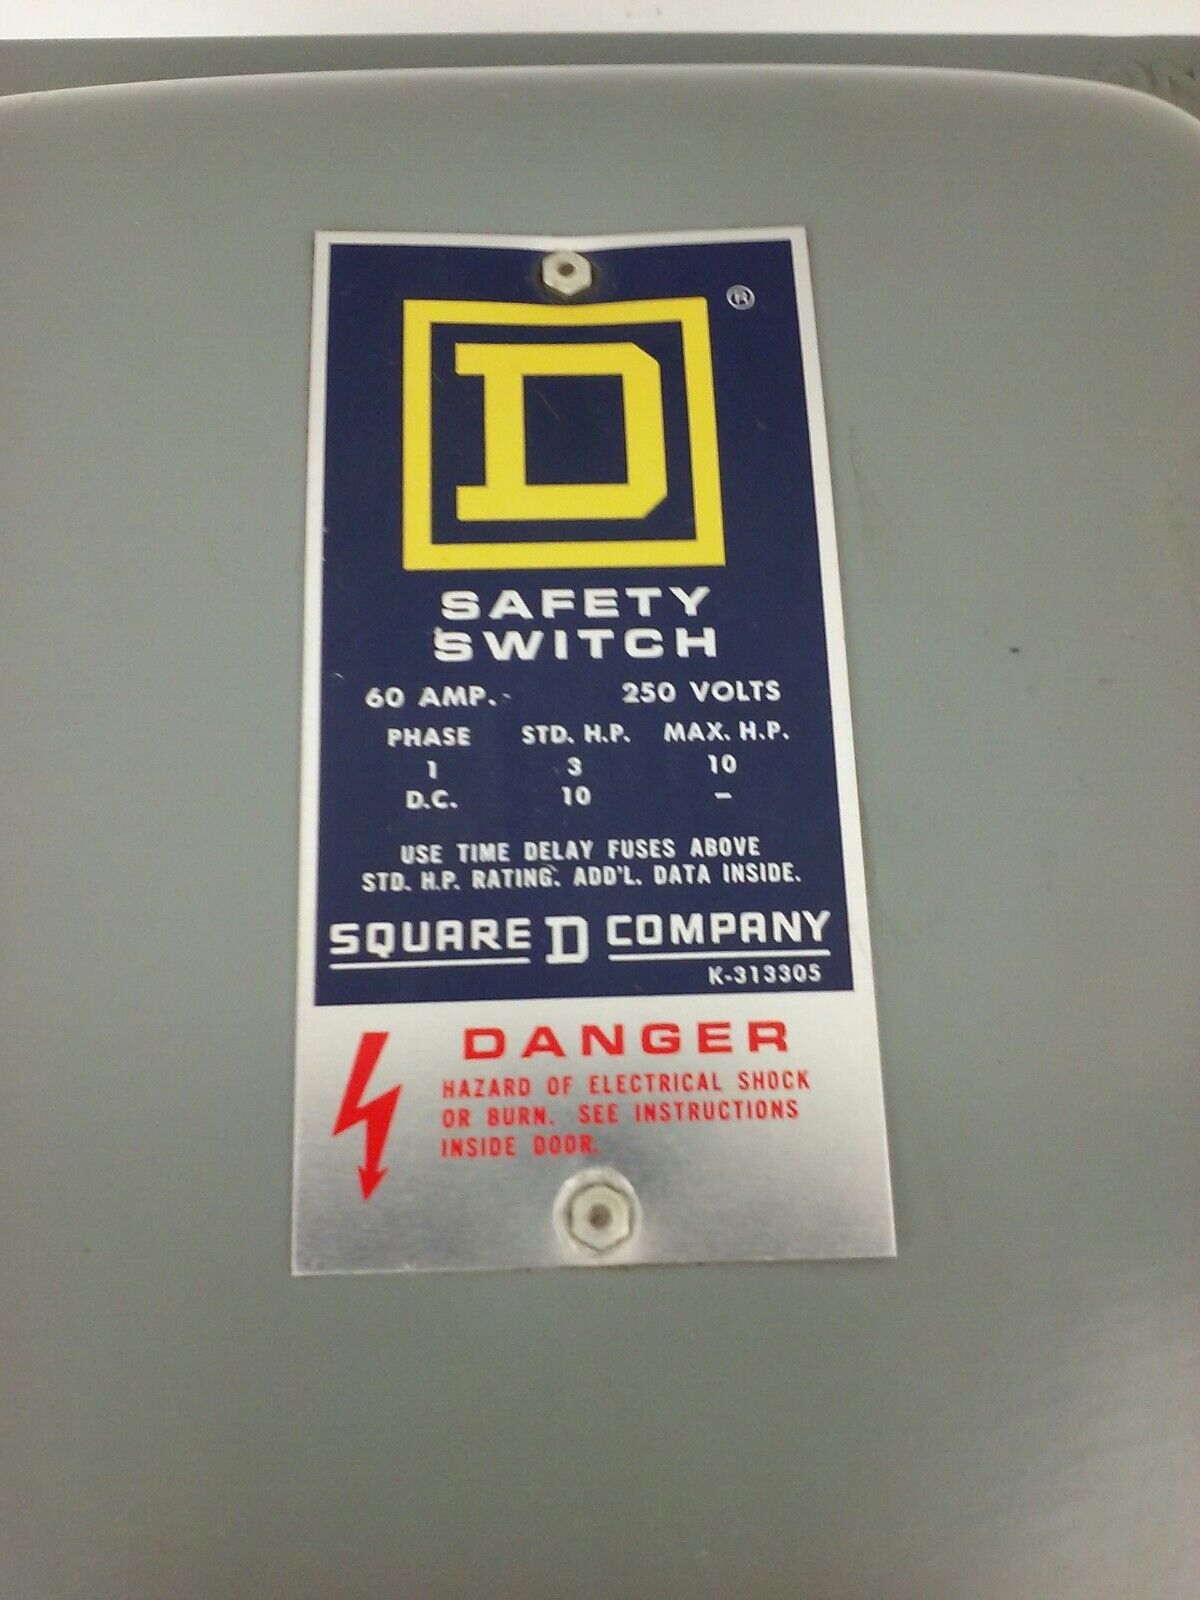 D ®
SAFETY
SWITCH
60 AMP. 250 VOLTS
PHASE STD. H.P. MAX. H.P.
1 3 10
D.C. 10 –
USE TIME DELAY FUSES ABOVE
STD. H.P. RATING. ADD'L. DATA INSIDE.
SQUARE D COMPANY
K-313305
DANGER
HAZARD OF ELECTRICAL SHOCK
OR BURN. SEE INSTRUCTIONS
INSIDE DOOR.